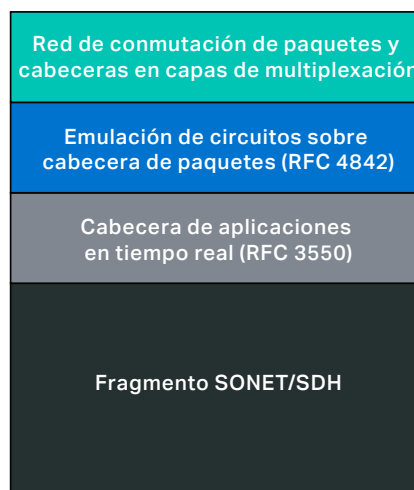 Red de conmutación de paquetes y
cabeceras en capas de multiplexación
Emulación de circuitos sobre
cabecera de paquetes (RFC 4842)
Cabecera de aplicaciones
en tiempo real (RFC 3550)
Fragmento SONET/SDH